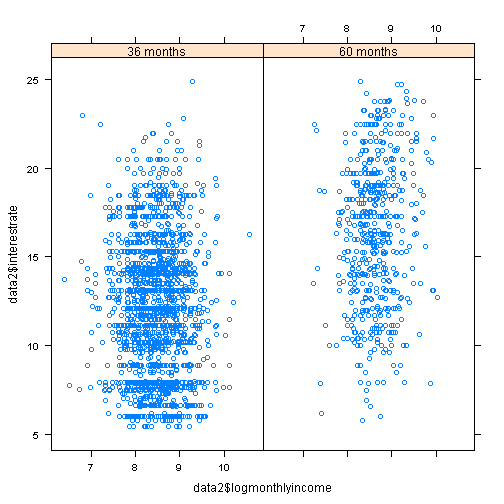 7 8 9 10
36 months 60 months
25
20
15
10
5
data2$interestrate
7 8 9 10
data2$logmonthlyincome